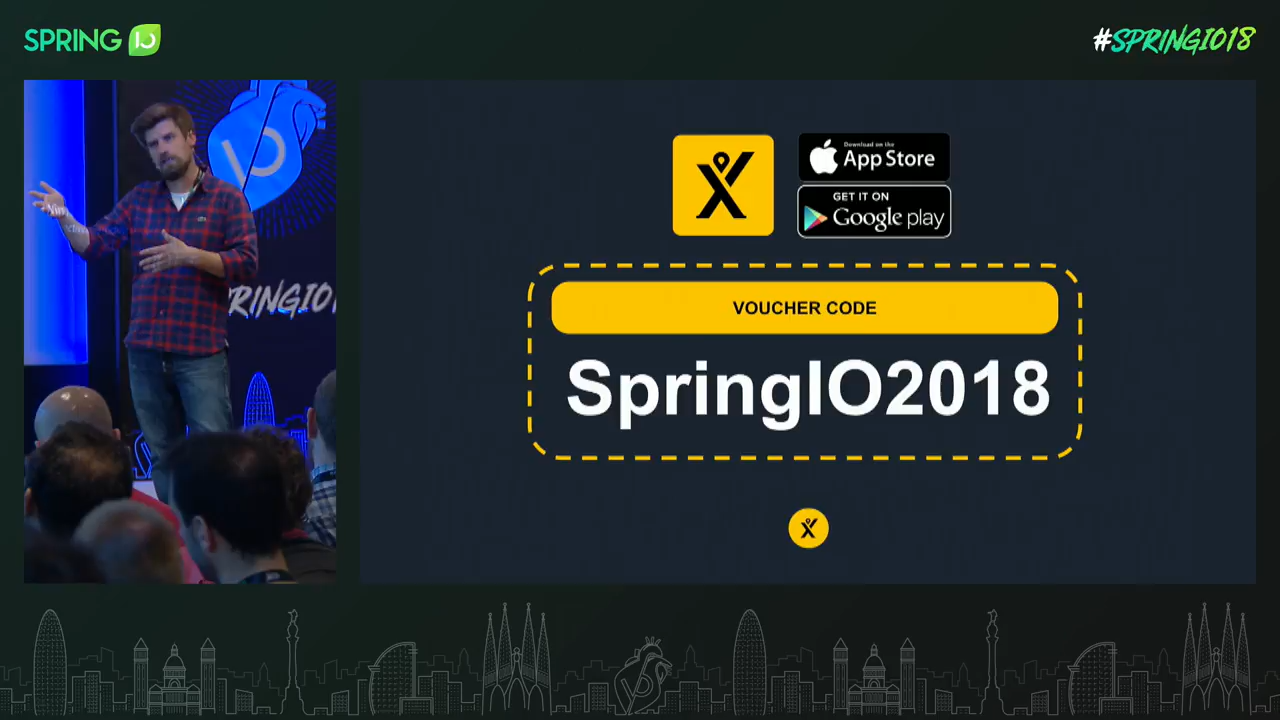 SPRING IO
#SPRINGIO18
Download on the
App Store
GET IT ON
Google play
VOUCHER CODE
SpringIO2018